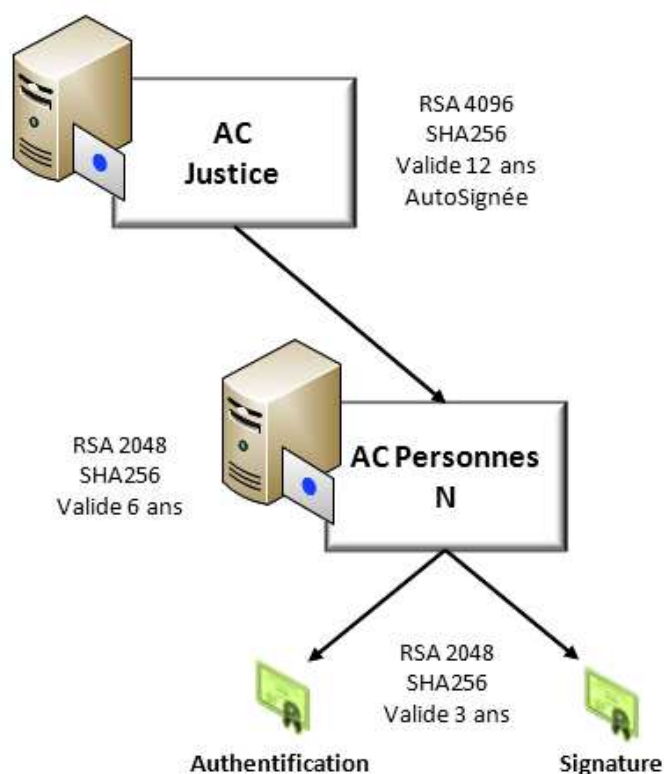 AC
Justice
RSA 4096
SHA256
Valide 12 ans
AutoSignée
AC Personnes
N
RSA 2048
SHA256
Valide 6 ans
RSA 2048
SHA256
Valide 3 ans
Authentification
Signature